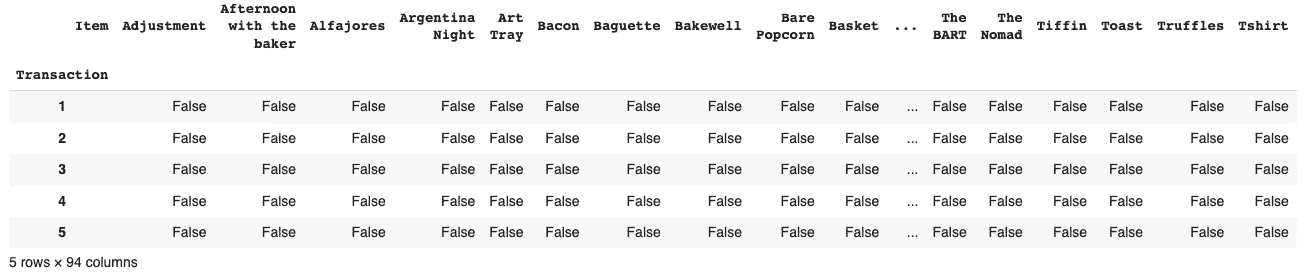 Item Adjustment Afternoon with the baker Alfajores Argentina Night Art Tray Bacon Baguette Bakewell Bare Popcorn Basket ... The BART The Nomad Tiffin Toast Truffles Tshirt
Transaction
1 False False False False False False False False False False ... False False False False False False
2 False False False False False False False False False False ... False False False False False False
3 False False False False False False False False False False ... False False False False False False
4 False False False False False False False False False False ... False False False False False False
5 False False False False False False False False False False ... False False False False False False
5 rows × 94 columns